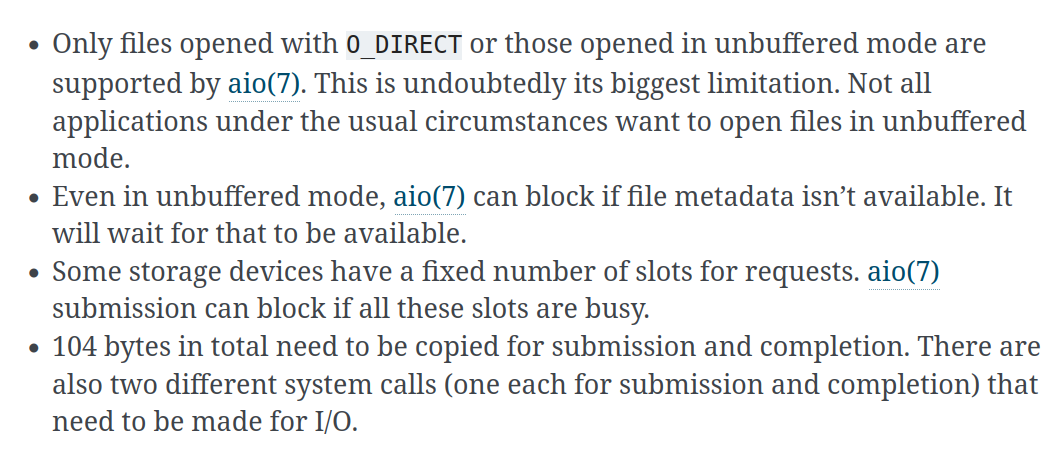 • Only files opened with O_DIRECT or those opened in unbuffered mode are
supported by aio(7). This is undoubtedly its biggest limitation. Not all
applications under the usual circumstances want to open files in unbuffered
mode.
• Even in unbuffered mode, aio(7) can block if file metadata isn’t available. It
will wait for that to be available.
• Some storage devices have a fixed number of slots for requests. aio(7)
submission can block if all these slots are busy.
• 104 bytes in total need to be copied for submission and completion. There are
also two different system calls (one each for submission and completion) that
need to be made for I/O.